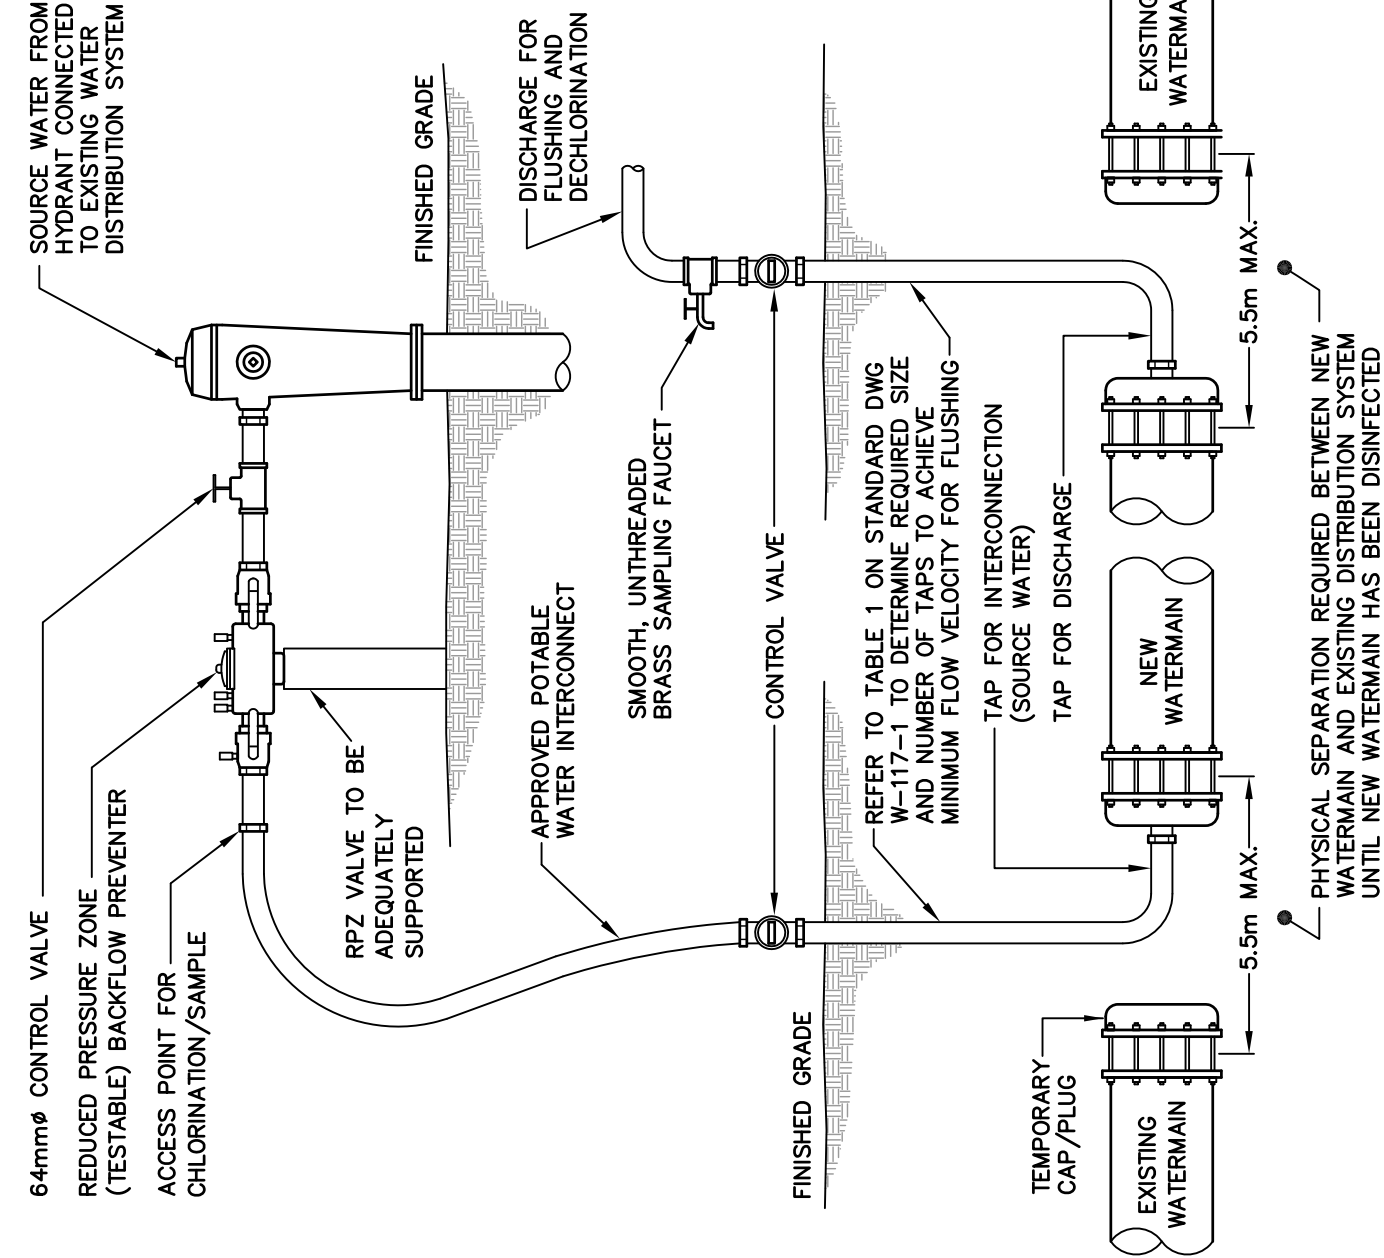 64mmø CONTROL VALVE
REDUCED PRESSURE ZONE
(TESTABLE) BACKFLOW PREVENTER
ACCESS POINT FOR
CHLORINATION/SAMPLE
SOURCE WATER FROM
HYDRANT CONNECTED
TO EXISTING WATER
DISTRIBUTION SYSTEM
RPZ VALVE TO BE
ADEQUATELY
SUPPORTED
FINISHED GRADE
APPROVED POTABLE
WATER INTERCONNECT
DISCHARGE FOR
FLUSHING AND
DECHLORINATION
SMOOTH, UNTHREADED
BRASS SAMPLING FAUCET
CONTROL VALVE
FINISHED GRADE
REFER TO TABLE 1 ON STANDARD DWG
W-117-1 TO DETERMINE REQUIRED SIZE
AND NUMBER OF TAPS TO ACHIEVE
MINIMUM FLOW VELOCITY FOR FLUSHING
TAP FOR INTERCONNECTION
(SOURCE WATER)
TAP FOR DISCHARGE
TEMPORARY
CAP/PLUG
EXISTING
WATERMAIN
NEW
WATERMAIN
EXISTING
WATERMA
5.5m MAX.
5.5m MAX.
PHYSICAL SEPARATION REQUIRED BETWEEN NEW
WATERMAIN AND EXISTING DISTRIBUTION SYSTEM
UNTIL NEW WATERMAIN HAS BEEN DISINFECTED